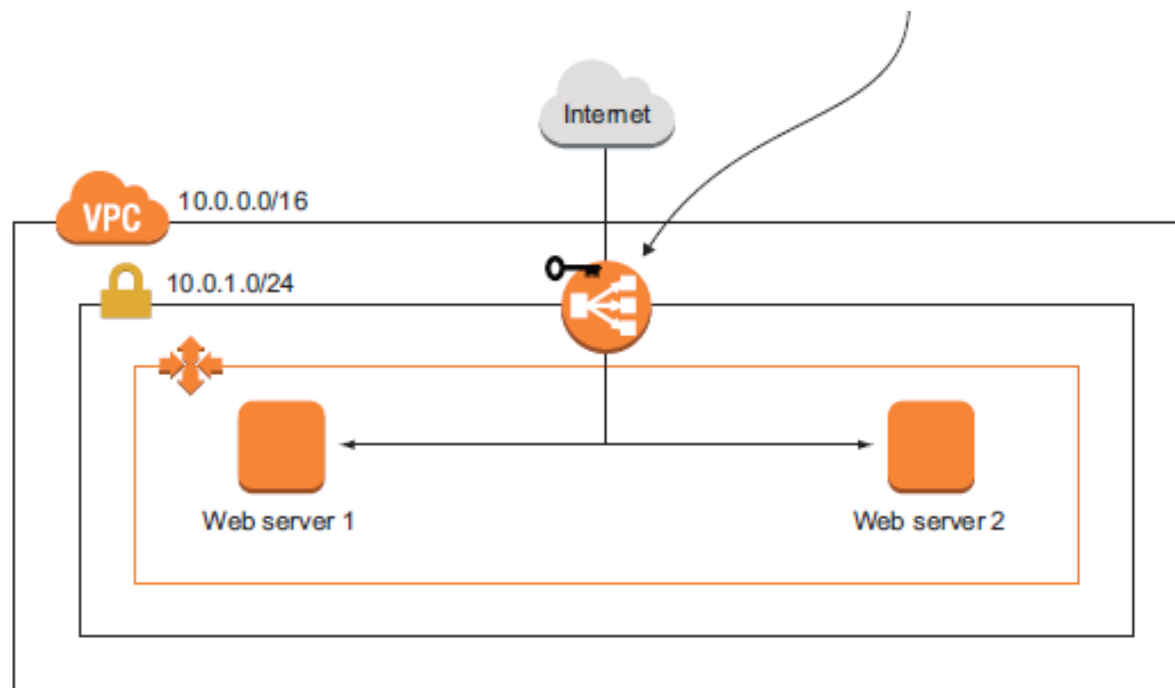 Internet
VPC
10.0.0.0/16
10.0.1.0/24
Web server 1
Web server 2